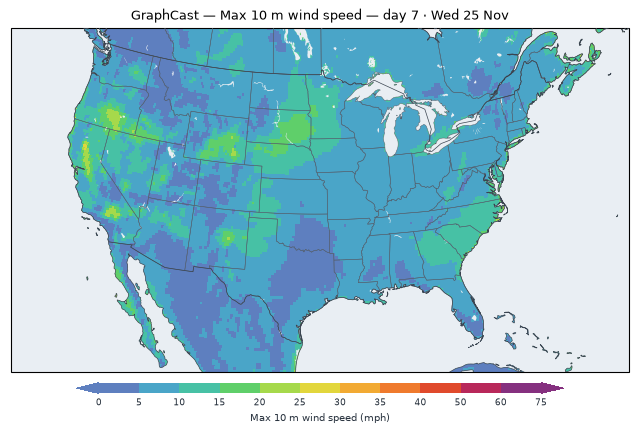 GraphCast — Max 10 m wind speed — day 7 · Wed 25 Nov
0 5 10 15 20 25 30 35 40 50 60 75
Max 10 m wind speed (mph)